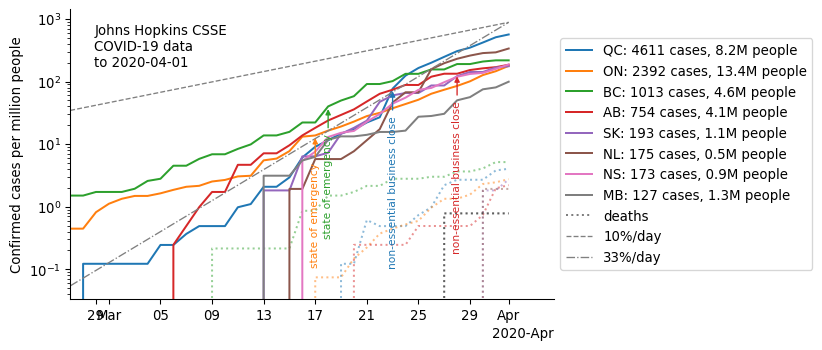 Johns Hopkins CSSE
COVID-19 data
to 2020-04-01
Confirmed cases per million people
10³
10²
10¹
10⁰
10⁻¹
state of emergency
state of emergency
non-essential business close
non-essential business close
29
Mar
05
09
13
17
21
25
29
Apr
2020-Apr
QC: 4611 cases, 8.2M people
ON: 2392 cases, 13.4M people
BC: 1013 cases, 4.6M people
AB: 754 cases, 4.1M people
SK: 193 cases, 1.1M people
NL: 175 cases, 0.5M people
NS: 173 cases, 0.9M people
MB: 127 cases, 1.3M people
deaths
10%/day
33%/day